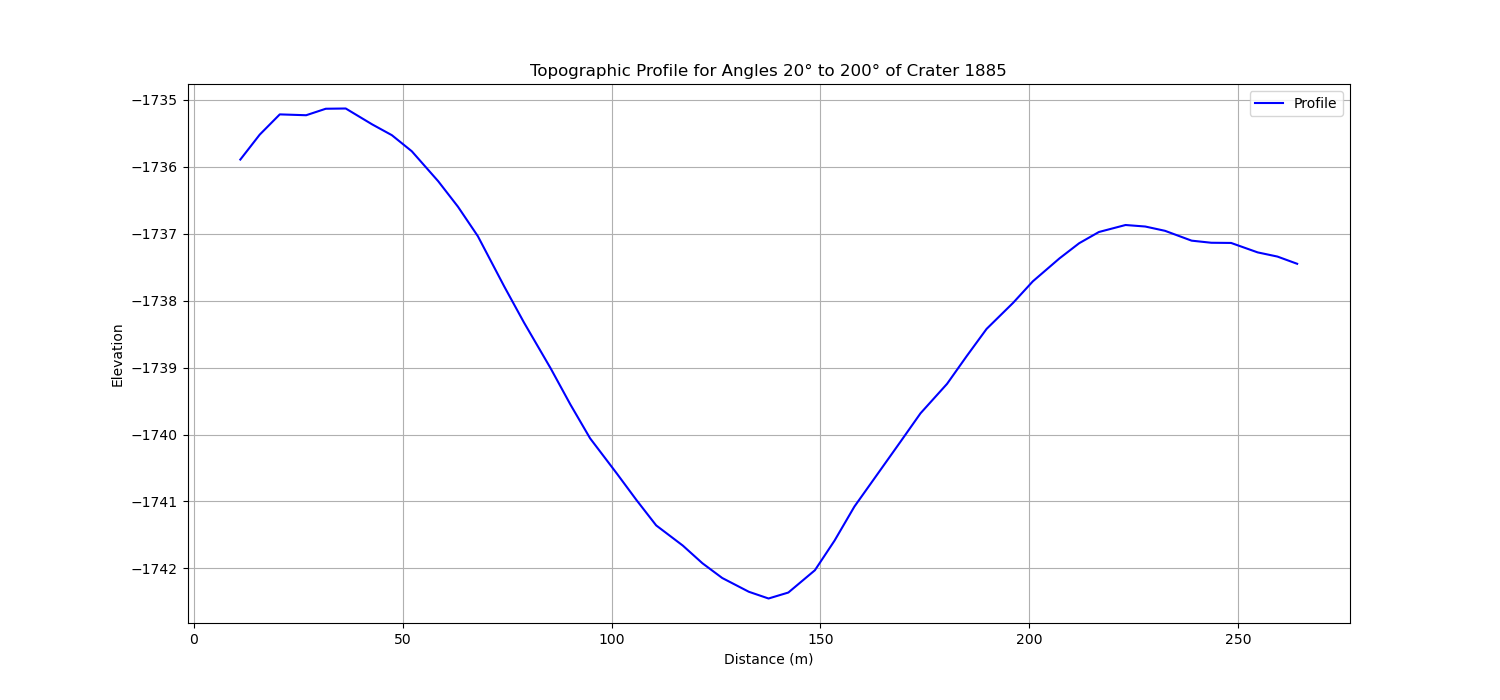 Topographic Profile for Angles 20° to 200° of Crater 1885
Profile
−1735
−1736
−1737
−1738
−1739
−1740
−1741
−1742
Elevation
0 50 100 150 200 250
Distance (m)